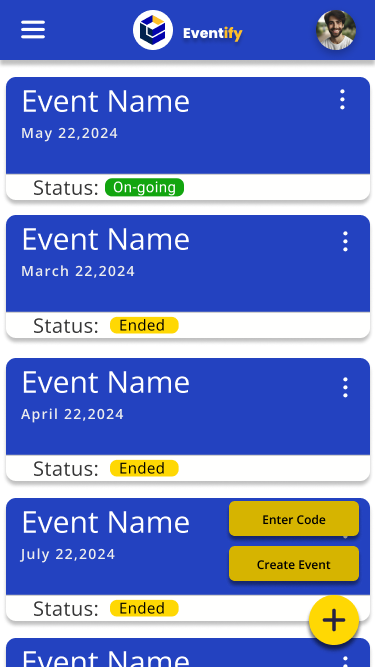 Eventify
Event Name
May 22,2024
Status: On-going
Event Name
March 22,2024
Status: Ended
Event Name
April 22,2024
Status: Ended
Event Name
July 22,2024
Enter Code
Create Event
Status: Ended
Event Name